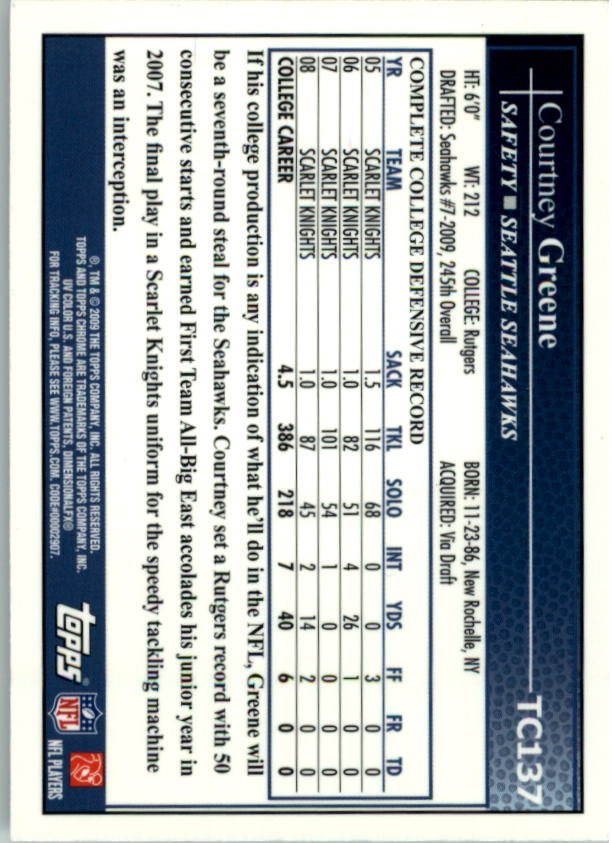 Courtney Greene TC137
SAFETY ■ SEATTLE SEAHAWKS
HT: 6'0" WT: 212 COLLEGE: Rutgers BORN: 11-23-86, New Rochelle, NY
DRAFTED: Seahawks #7-2009, 245th Overall ACQUIRED: Via Draft
COMPLETE COLLEGE DEFENSIVE RECORD
YR TEAM SACK TKL SOLO INT YDS FF FR TD
05 SCARLET KNIGHTS 1.5 116 68 0 0 3 0 0
06 SCARLET KNIGHTS 1.0 82 51 4 26 1 0 0
07 SCARLET KNIGHTS 1.0 101 54 1 0 0 0 0
08 SCARLET KNIGHTS 1.0 87 45 2 14 2 0 0
COLLEGE CAREER 4.5 386 218 7 40 6 0 0
If his college production is any indication of what he'll do in the NFL, Greene will
be a seventh-round steal for the Seahawks. Courtney set a Rutgers record with 50
consecutive starts and earned First Team All-Big East accolades his junior year in
2007. The final play in a Scarlet Knights uniform for the speedy tackling machine
was an interception.
®, TM & © 2009 THE TOPPS COMPANY, INC. ALL RIGHTS RESERVED.
TOPPS AND TOPPS CHROME ARE TRADEMARKS OF THE TOPPS COMPANY, INC.
UV COLOR U.S. AND FOREIGN PATENTS, DIMENSIONALFX®
FOR TRACKING INFO, PLEASE SEE WWW.TOPPS.COM. CODE#00002907.
topps®
NFL
NFL PLAYERS